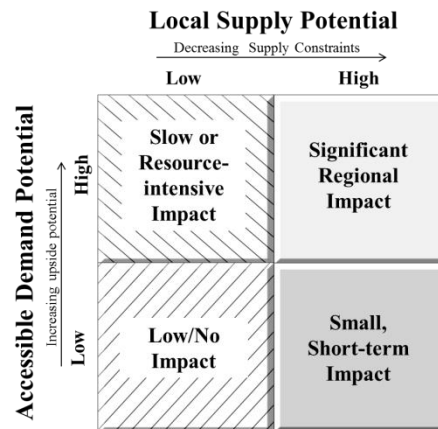 Local Supply Potential
Decreasing Supply Constraints
Low
High
Accessible Demand Potential
Increasing upside potential
High
Slow or
Resource-
intensive
Impact
Significant
Regional
Impact
Low
Low/No
Impact
Small,
Short-term
Impact